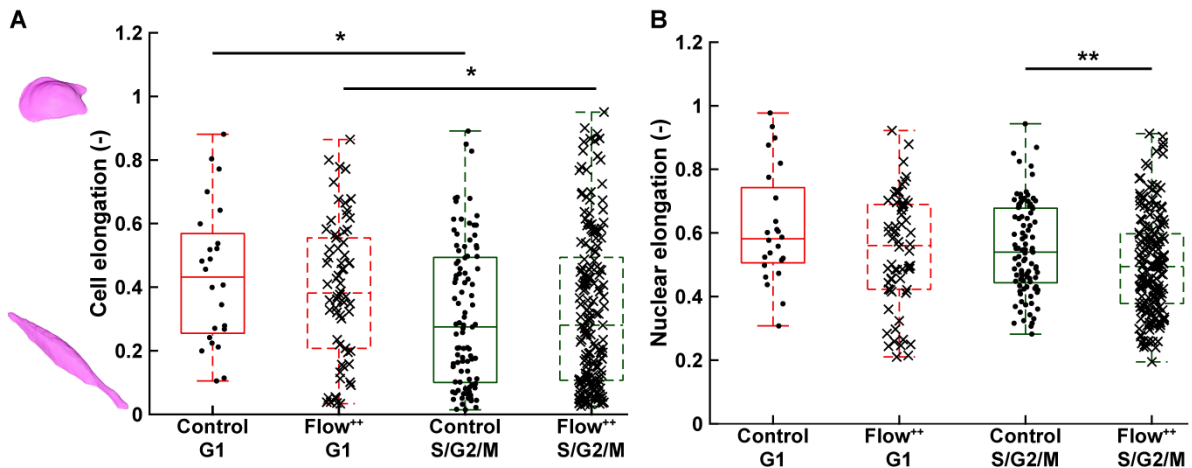 A
Cell elongation (-)
1.2
1
0.8
0.6
0.4
0.2
0
*
*
Control
G1
Flow⁺⁺
G1
Control
S/G2/M
Flow⁺⁺
S/G2/M
B
Nuclear elongation (-)
1.2
1
0.8
0.6
0.4
0.2
0
**
Control
G1
Flow⁺⁺
G1
Control
S/G2/M
Flow⁺⁺
S/G2/M